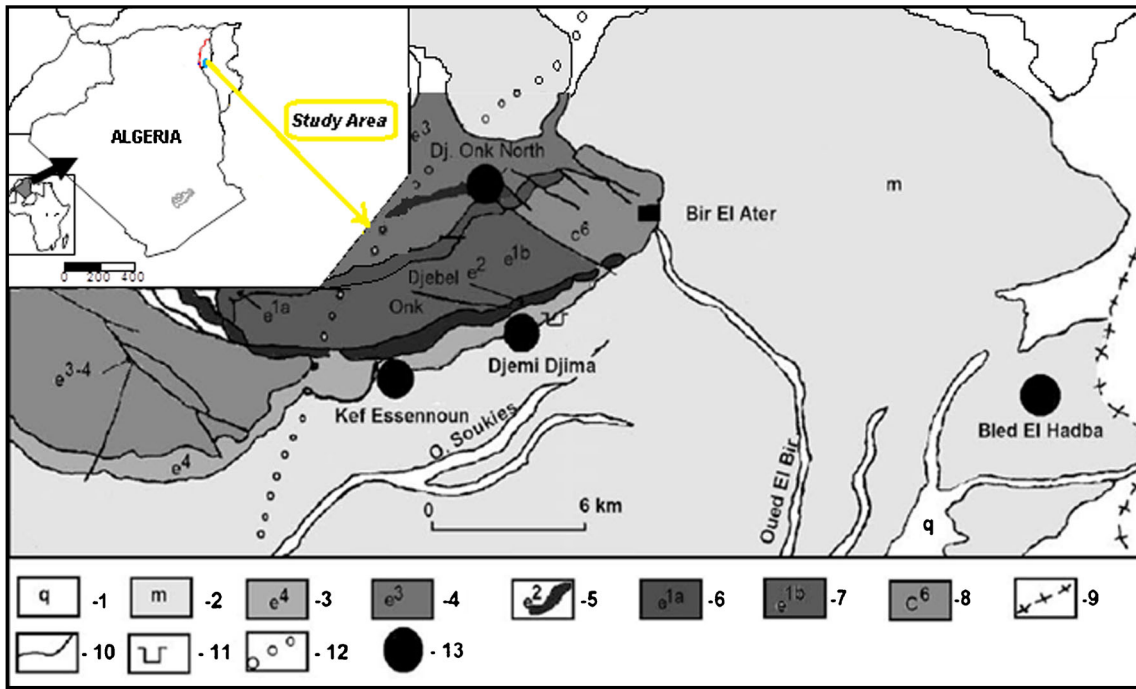 ALGERIA
Study Area
0 200 400
e3
Dj. Onk North
m
Bir El Ater
c6
e1b
e2
Djebel
Onk
e1a
e3-4
Djemi Djima
Kef Essennoun
Bled El Hadba
O. Soukies
e4
Oued El Bir
0 6 km
q
q -1 m -2 e4 -3 e3 -4 e2 -5 e1a -6 e1b -7 C6 -8 -9
- 10 - 11 - 12 - 13